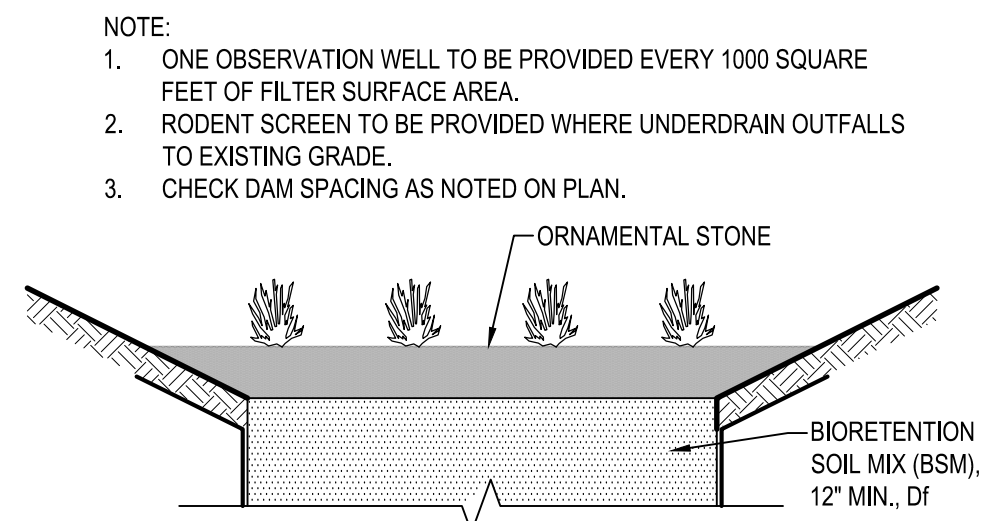 NOTE:
1. ONE OBSERVATION WELL TO BE PROVIDED EVERY 1000 SQUARE
FEET OF FILTER SURFACE AREA.
2. RODENT SCREEN TO BE PROVIDED WHERE UNDERDRAIN OUTFALLS
TO EXISTING GRADE.
3. CHECK DAM SPACING AS NOTED ON PLAN.
ORNAMENTAL STONE
BIORETENTION
SOIL MIX (BSM),
12" MIN., Df